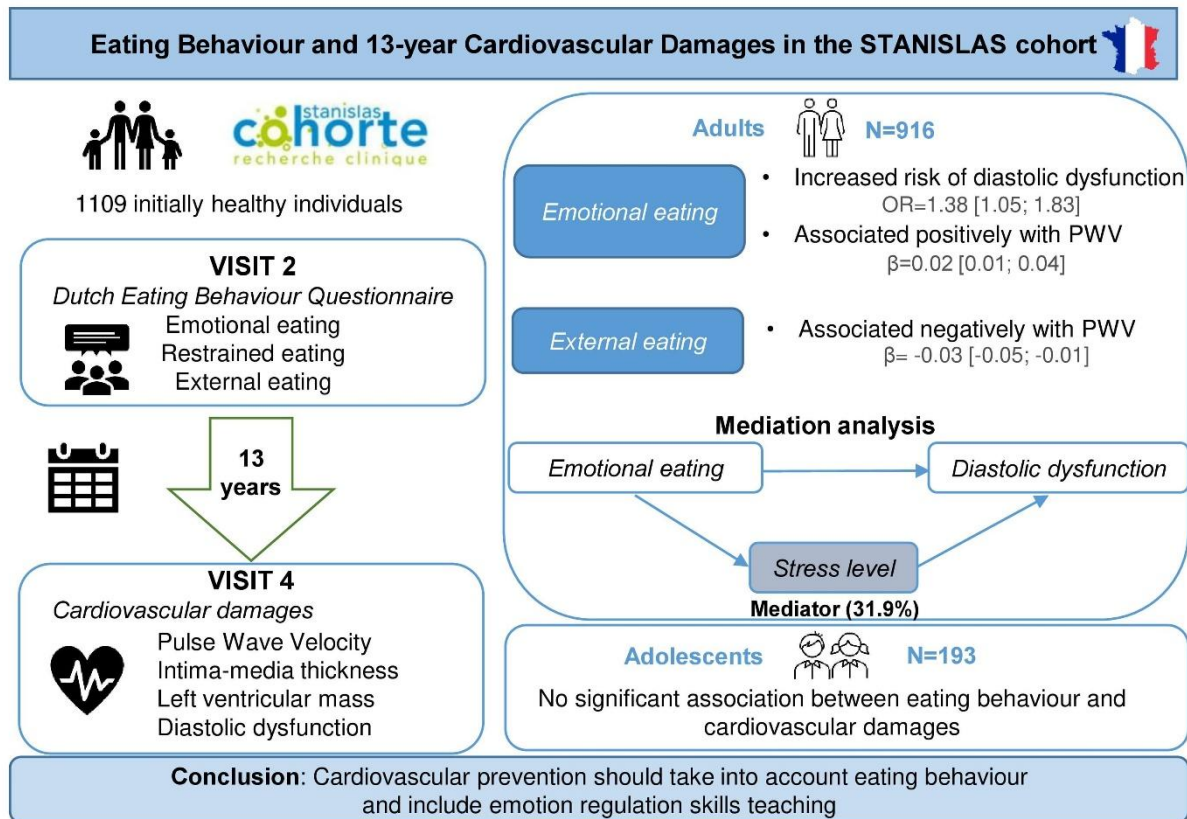 Eating Behaviour and 13-year Cardiovascular Damages in the STANISLAS cohort
stanislas
cohorte
recherche clinique
1109 initially healthy individuals
VISIT 2
Dutch Eating Behaviour Questionnaire
Emotional eating
Restrained eating
External eating
13
years
VISIT 4
Cardiovascular damages
Pulse Wave Velocity
Intima-media thickness
Left ventricular mass
Diastolic dysfunction
Adults N=916
Emotional eating
• Increased risk of diastolic dysfunction
OR=1.38 [1.05; 1.83]
• Associated positively with PWV
β=0.02 [0.01; 0.04]
External eating
• Associated negatively with PWV
β= -0.03 [-0.05; -0.01]
Mediation analysis
Emotional eating
Diastolic dysfunction
Stress level
Mediator (31.9%)
Adolescents N=193
No significant association between eating behaviour and
cardiovascular damages
Conclusion: Cardiovascular prevention should take into account eating behaviour
and include emotion regulation skills teaching